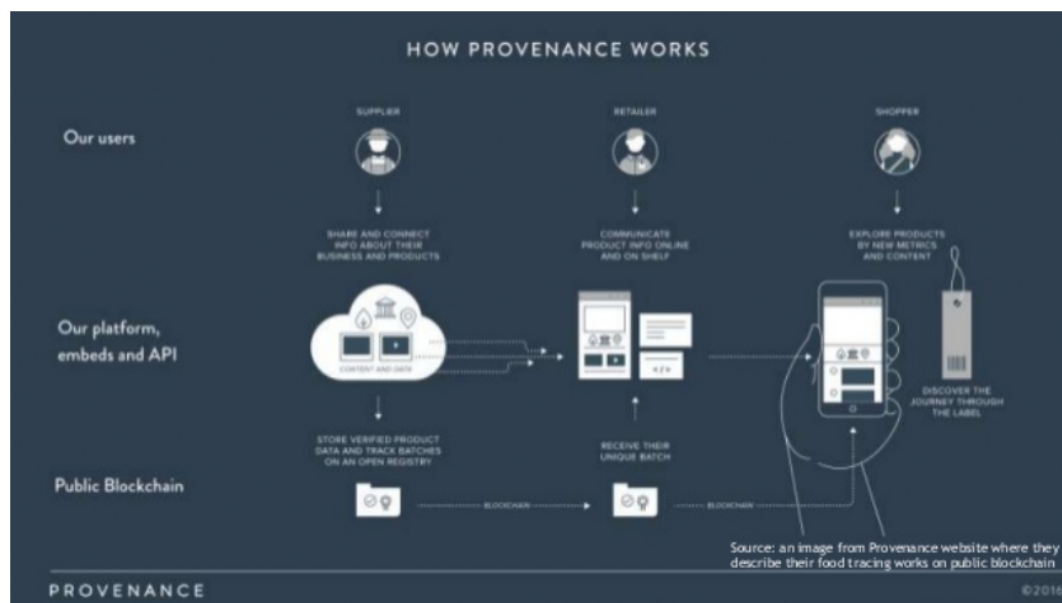 HOW PROVENANCE WORKS
SUPPLIER
RETAILER
SHOPPER
Our users
SHARE AND CONNECT
INFO ABOUT THEIR
BUSINESS AND PRODUCTS
COMMUNICATE
PRODUCT INFO ONLINE
AND ON SHELF
EXPLORE PRODUCTS
BY NEW METRICS
AND CONTENT
Our platform,
embeds and API
CONTENT AND DATA
</>
DISCOVER THE
JOURNEY THROUGH
THE LABEL
STORE VERIFIED PRODUCT
DATA AND TRACK BATCHES
ON AN OPEN REGISTRY
RECEIVE THEIR
UNIQUE BATCH
Public Blockchain
BLOCKCHAIN
BLOCKCHAIN
Source: an image from Provenance website where they
describe their food tracing works on public blockchain
PROVENANCE
©2016